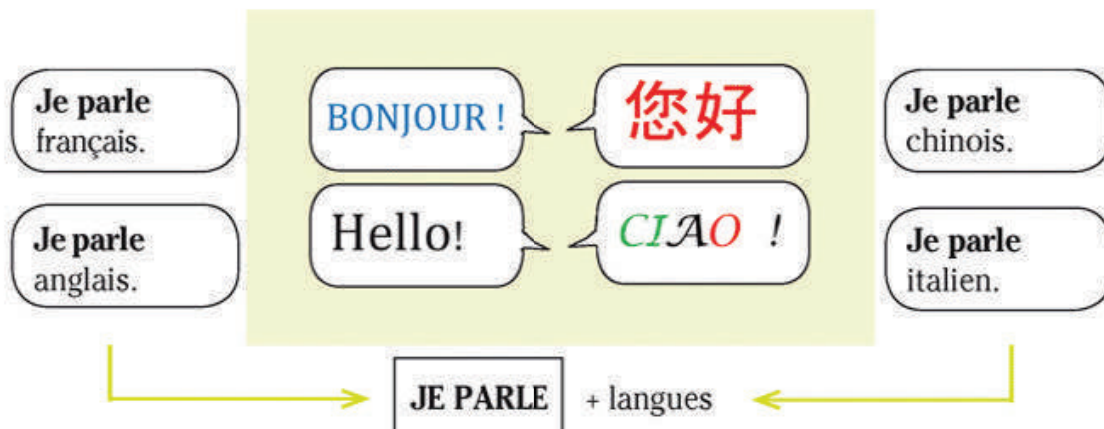 Je parle
français.
BONJOUR !
您好
Je parle
chinois.
Je parle
anglais.
Hello!
CIAO !
Je parle
italien.
JE PARLE + langues